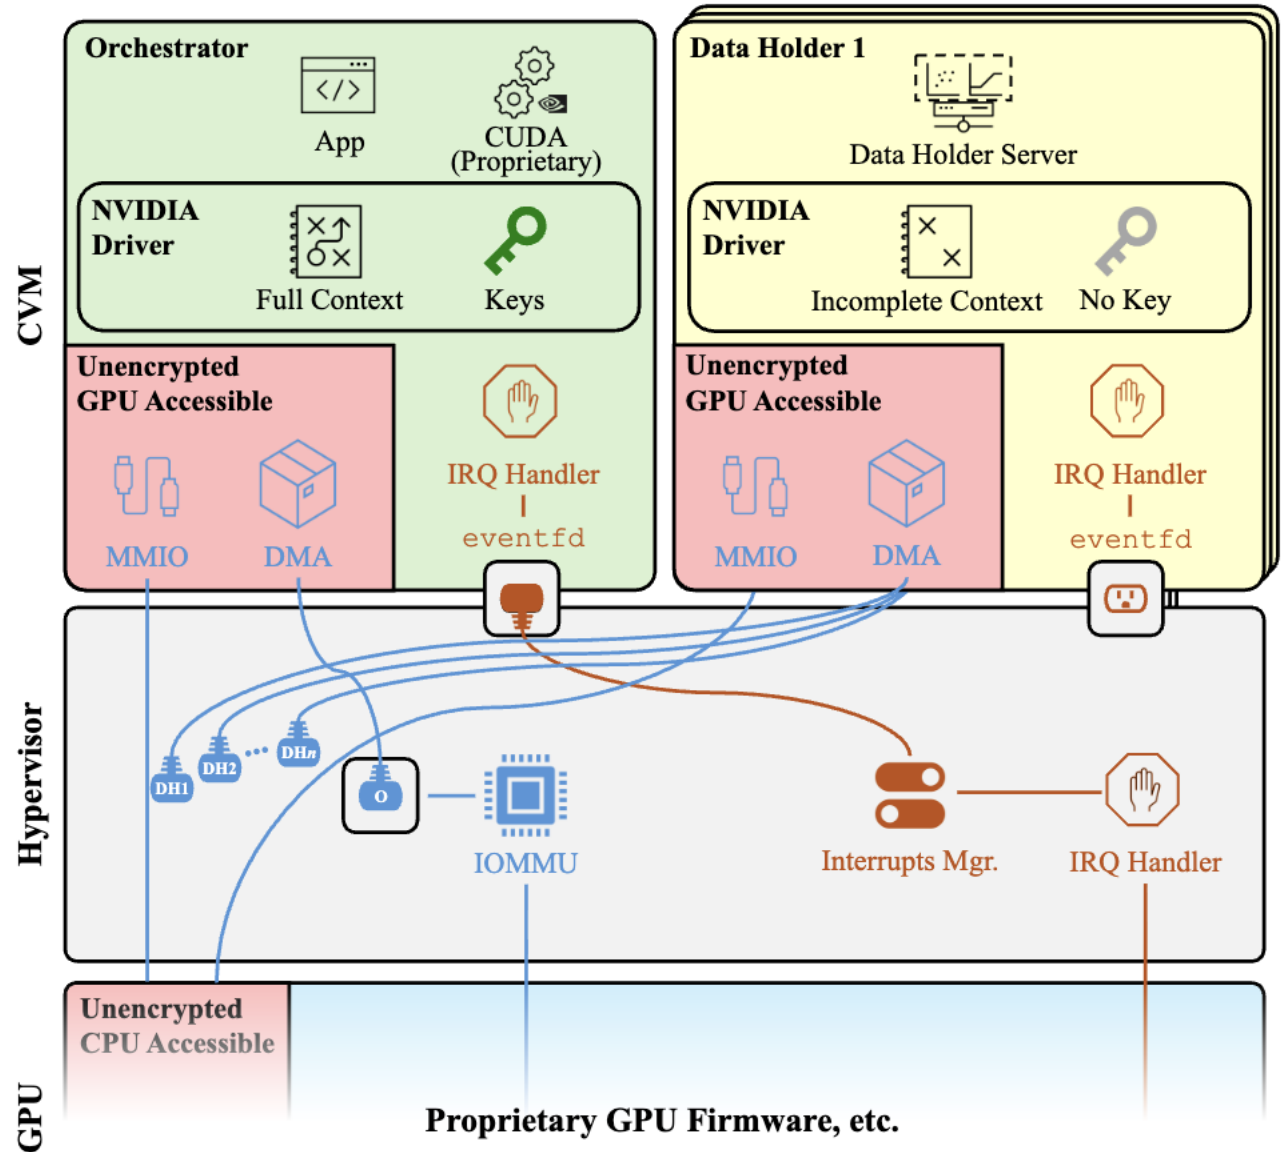 Orchestrator
</>
App
CUDA
(Proprietary)
NVIDIA
Driver
Full Context
Keys
Unencrypted
GPU Accessible
MMIO
DMA
IRQ Handler
eventfd
Data Holder 1
Data Holder Server
NVIDIA
Driver
Incomplete Context
No Key
Unencrypted
GPU Accessible
MMIO
DMA
IRQ Handler
eventfd
CVM
Hypervisor
DH1
DH2
DHn
O
IOMMU
Interrupts Mgr.
IRQ Handler
GPU
Unencrypted
CPU Accessible
Proprietary GPU Firmware, etc.